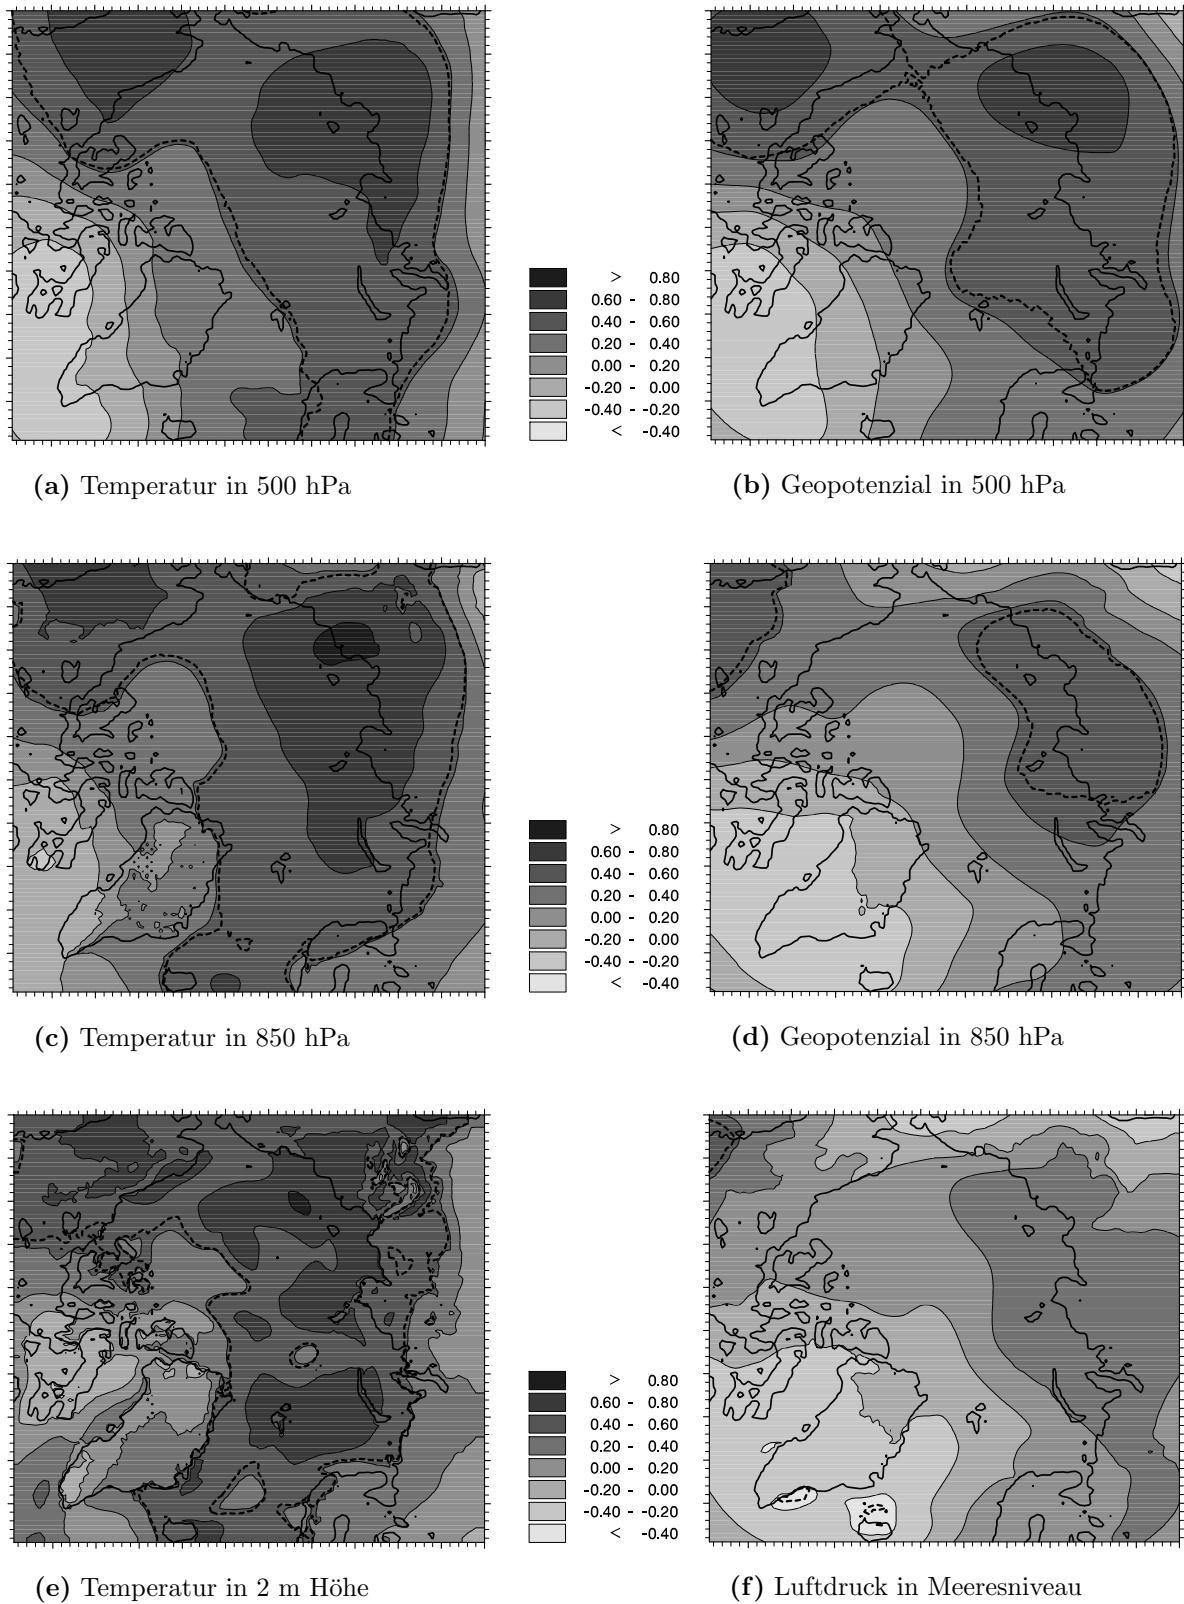 > 0.80
0.60 - 0.80
0.40 - 0.60
0.20 - 0.40
0.00 - 0.20
-0.20 - 0.00
-0.40 - -0.20
< -0.40
(a) Temperatur in 500 hPa
(b) Geopotenzial in 500 hPa
> 0.80
0.60 - 0.80
0.40 - 0.60
0.20 - 0.40
0.00 - 0.20
-0.20 - 0.00
-0.40 - -0.20
< -0.40
(c) Temperatur in 850 hPa
(d) Geopotenzial in 850 hPa
> 0.80
0.60 - 0.80
0.40 - 0.60
0.20 - 0.40
0.00 - 0.20
-0.20 - 0.00
-0.40 - -0.20
< -0.40
(e) Temperatur in 2 m Höhe
(f) Luftdruck in Meeresniveau